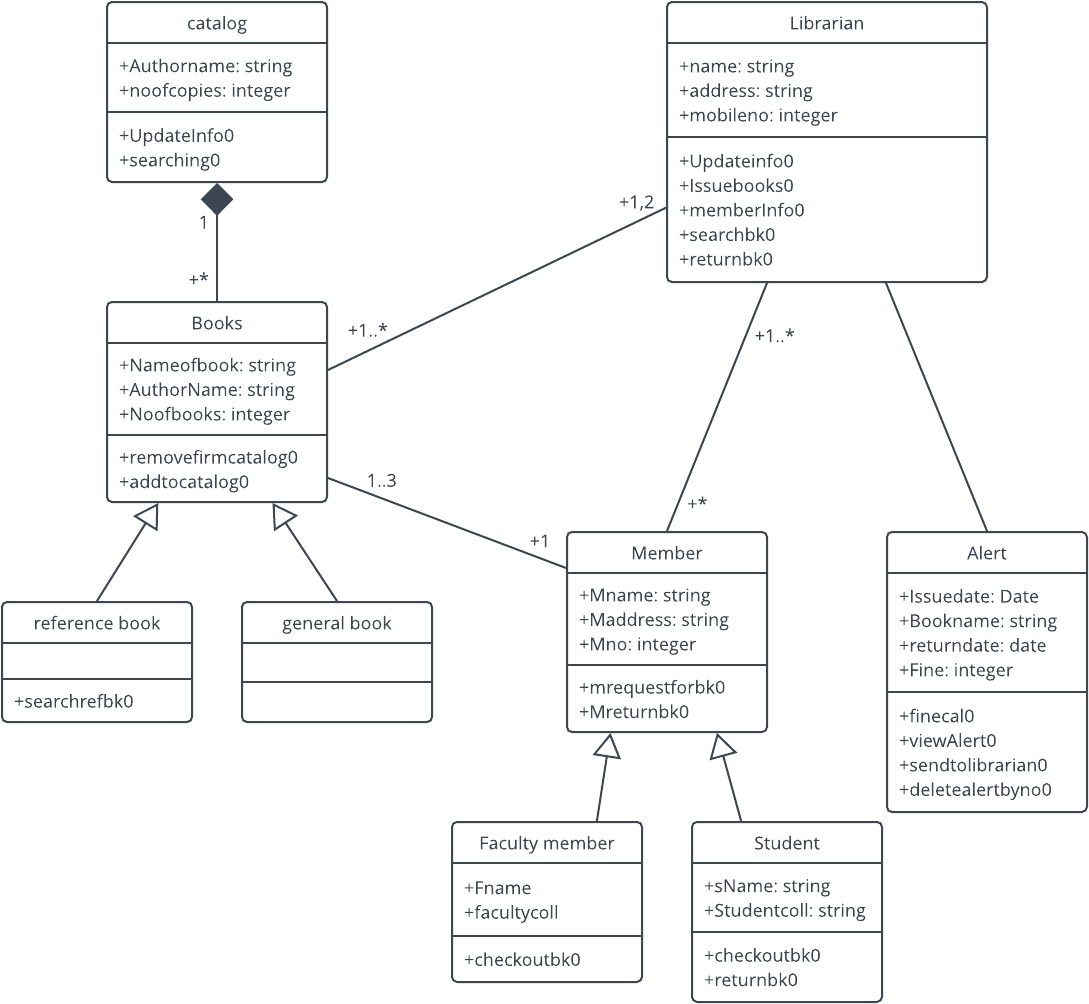 catalog
+Authorname: string
+noofcopies: integer
+UpdateInfo0
+searching0
1
+*
Librarian
+name: string
+address: string
+mobileno: integer
+Updateinfo0
+Issuebooks0
+memberInfo0
+searchbk0
+returnbk0
+1,2
+1..*
+1..*
+*
Books
+Nameofbook: string
+AuthorName: string
+Noofbooks: integer
+removefirmcatalog0
+addtocatalog0
1..3
+1
reference book
+searchrefbk0
general book
Member
+Mname: string
+Maddress: string
+Mno: integer
+mrequestforbk0
+Mreturnbk0
Alert
+Issuedate: Date
+Bookname: string
+returndate: date
+Fine: integer
+finecal0
+viewAlert0
+sendtolibrarian0
+deletealertbyno0
Faculty member
+Fname
+facultycoll
+checkoutbk0
Student
+sName: string
+Studentcoll: string
+checkoutbk0
+returnbk0